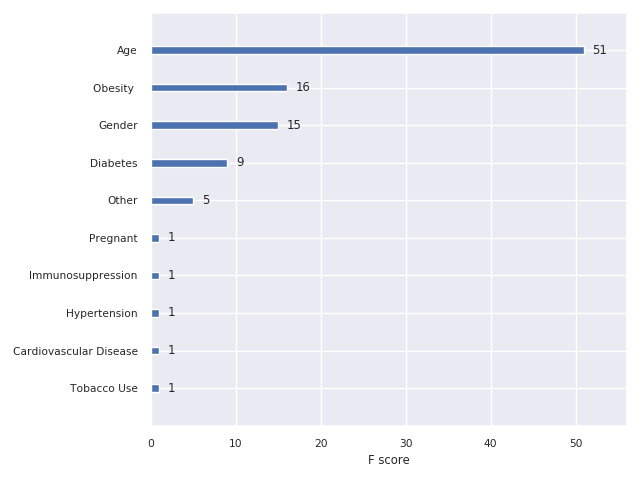 Age 51
Obesity 16
Gender 15
Diabetes 9
Other 5
Pregnant 1
Immunosuppression 1
Hypertension 1
Cardiovascular Disease 1
Tobacco Use 1
0 10 20 30 40 50
F score